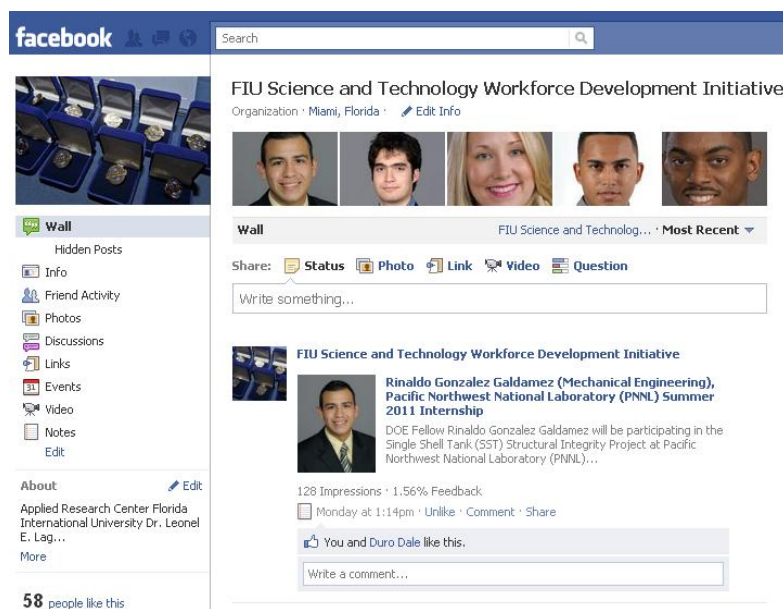 facebook
Search
FIU Science and Technology Workforce Development Initiative
Organization · Miami, Florida · Edit Info
Wall
Hidden Posts
Info
Friend Activity
Photos
Discussions
Links
31 Events
Video
Notes
Edit
About Edit
Applied Research Center Florida
International University Dr. Leonel
E. Lag...
More
58 people like this
Wall FIU Science and Technolog... · Most Recent
Share: Status Photo Link Video Question
Write something...
FIU Science and Technology Workforce Development Initiative
Rinaldo Gonzalez Galdamez (Mechanical Engineering),
Pacific Northwest National Laboratory (PNNL) Summer
2011 Internship
DOE Fellow Rinaldo Gonzalez Galdamez will be participating in the
Single Shell Tank (SST) Structural Integrity Project at Pacific
Northwest National Laboratory (PNNL)...
128 Impressions · 1.56% Feedback
Monday at 1:14pm · Unlike · Comment · Share
You and Duro Dale like this.
Write a comment...